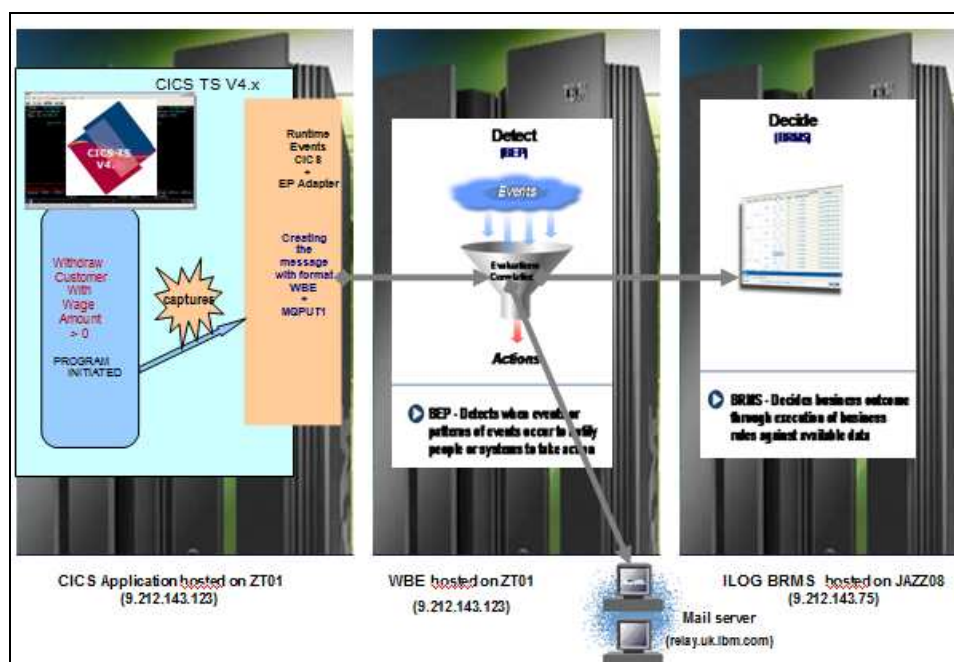 CICS TS V4.x
CICS-TS
V4.
Withdraw
Customer
With
Wage
Amount
> 0
PROGRAM
INITIATED
captures
Runtime
Events
CICS
+
EP Adapter
Creating
the
message
with format
WBE
+
MQPUT1
Detect
(BEP)
Events
Evaluations
Correlation
Actions
BEP - Detects when events or
patterns of events occur to notify
people or systems to take action
Decide
(BRMS)
BRMS - Decides business outcome
through execution of business
rules against available data
CICS Application hosted on ZT01
(9.212.143.123)
WBE hosted on ZT01
(9.212.143.123)
ILOG BRMS hosted on JAZZ08
(9.212.143.75)
Mail server
(relay.uk.ibm.com)